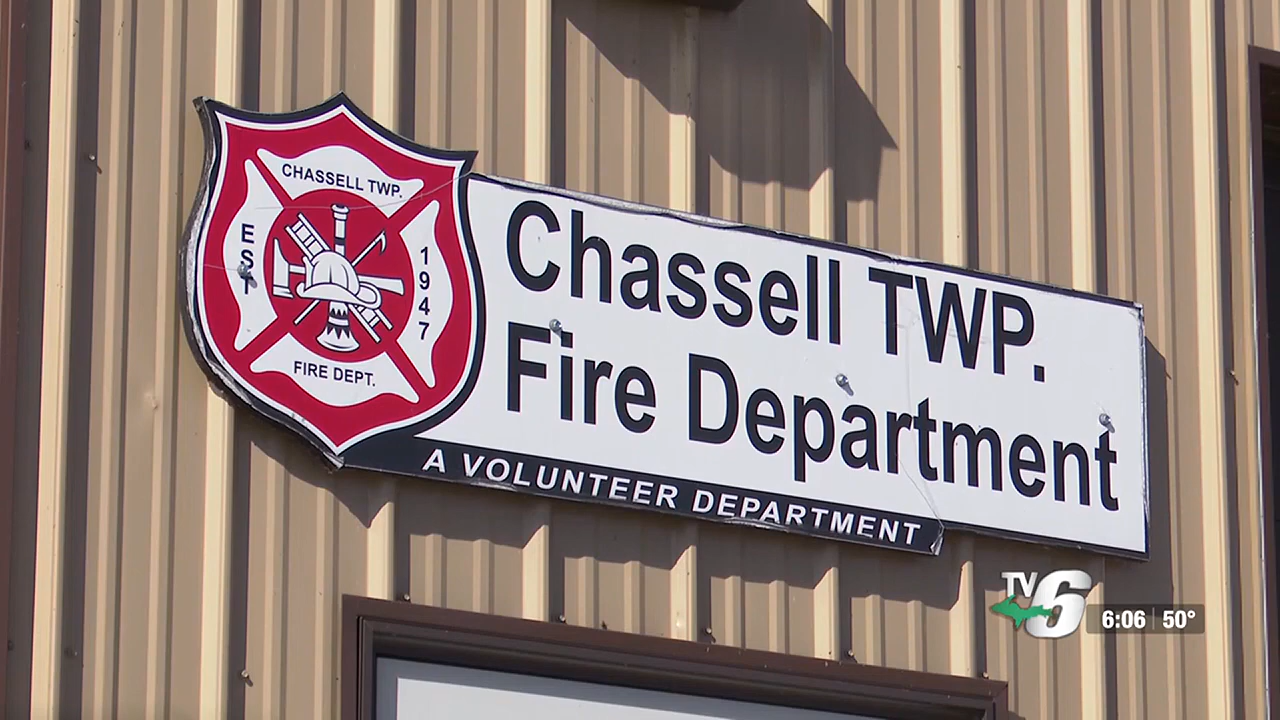 CHASSELL TWP.
EST
1947
FIRE DEPT.
Chassell TWP.
Fire Department
A VOLUNTEER DEPARTMENT
TV6
6:06 50°